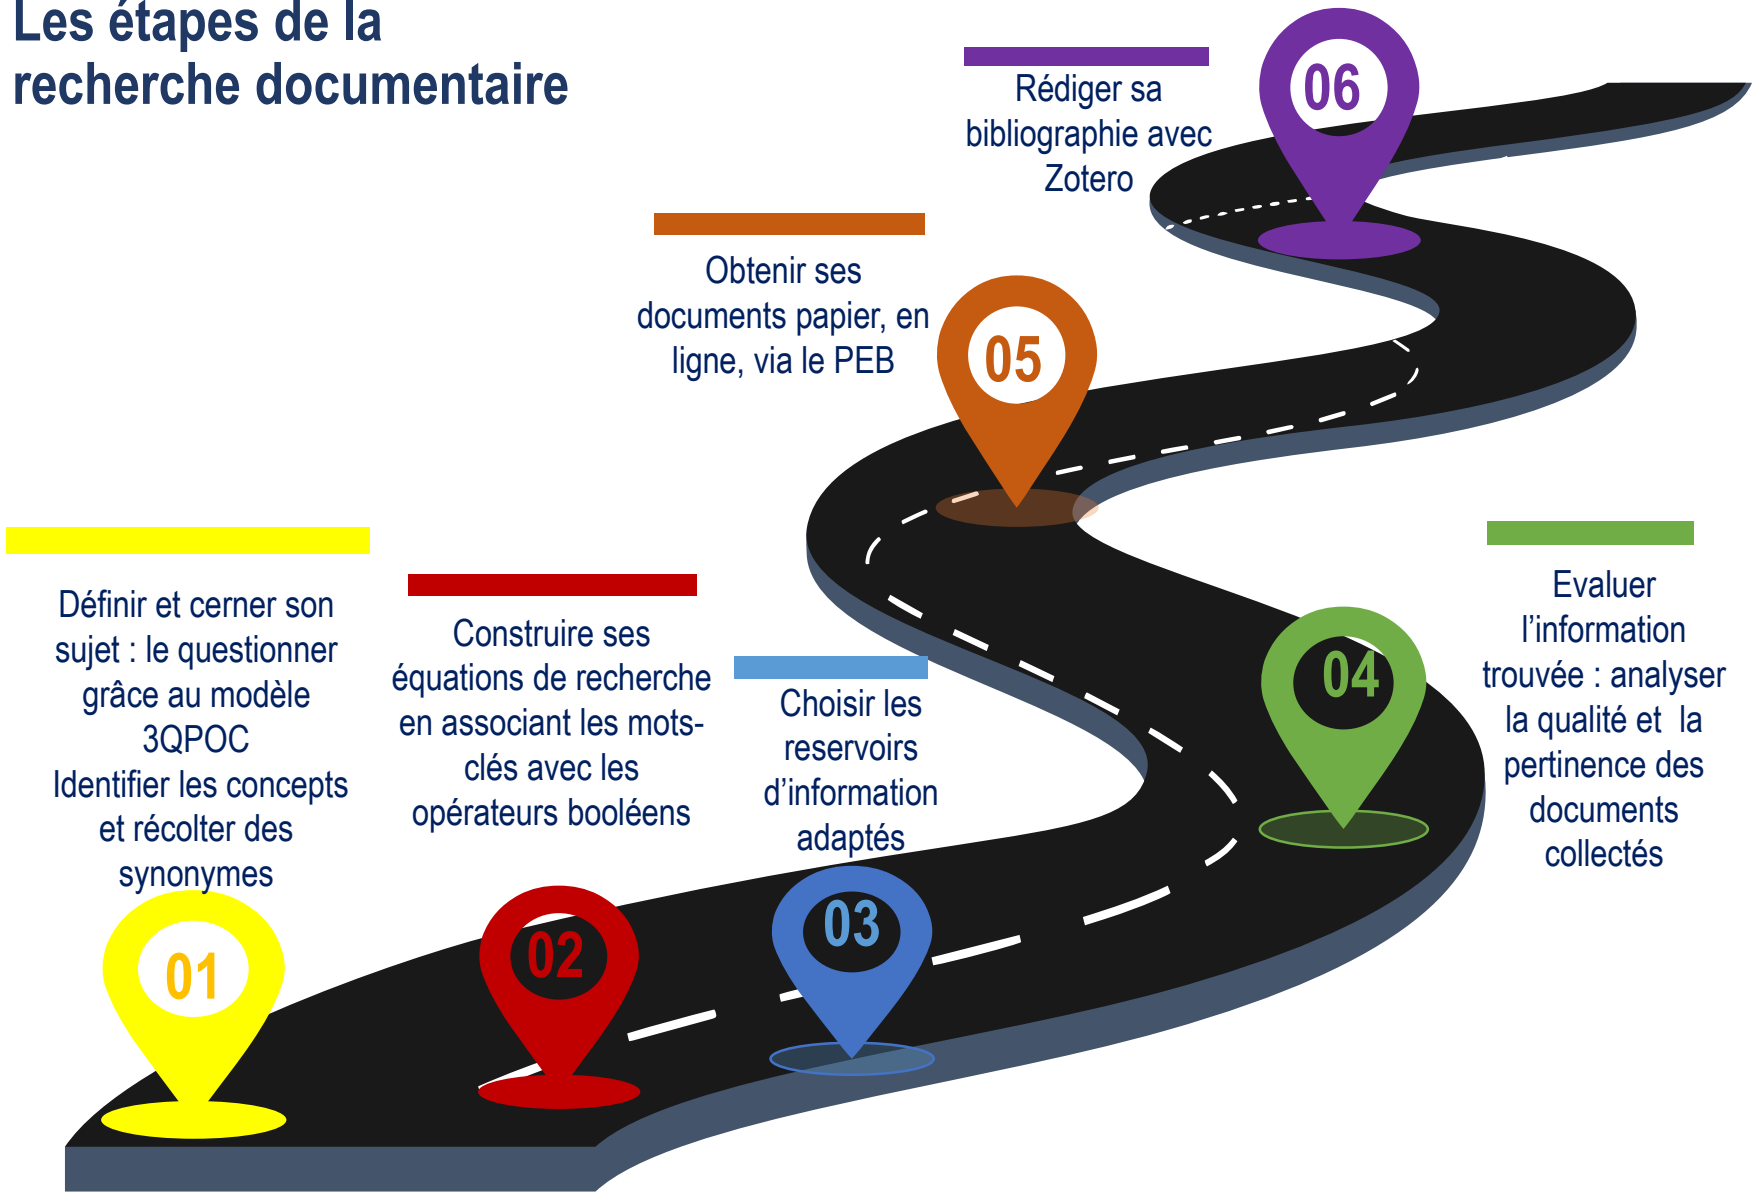 Les étapes de la
recherche documentaire
Définir et cerner son
sujet : le questionner
grâce au modèle
3QPOC
Identifier les concepts
et récolter des
synonymes
01
Construire ses
équations de recherche
en associant les mots-
clés avec les
opérateurs booléens
02
Choisir les
reservoirs
d’information
adaptés
03
Evaluer
l’information
trouvée : analyser
la qualité et  la
pertinence des
documents
collectés
04
Obtenir ses
documents papier, en
ligne, via le PEB
05
Rédiger sa
bibliographie avec
Zotero
06